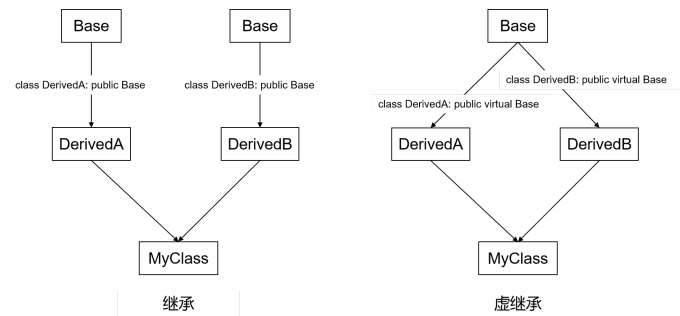 Base
Base
class DerivedA: public Base
class DerivedB: public Base
DerivedA
DerivedB
MyClass
继承
Base
class DerivedB: public virtual Base
class DerivedA: public virtual Base
DerivedA
DerivedB
MyClass
虚继承